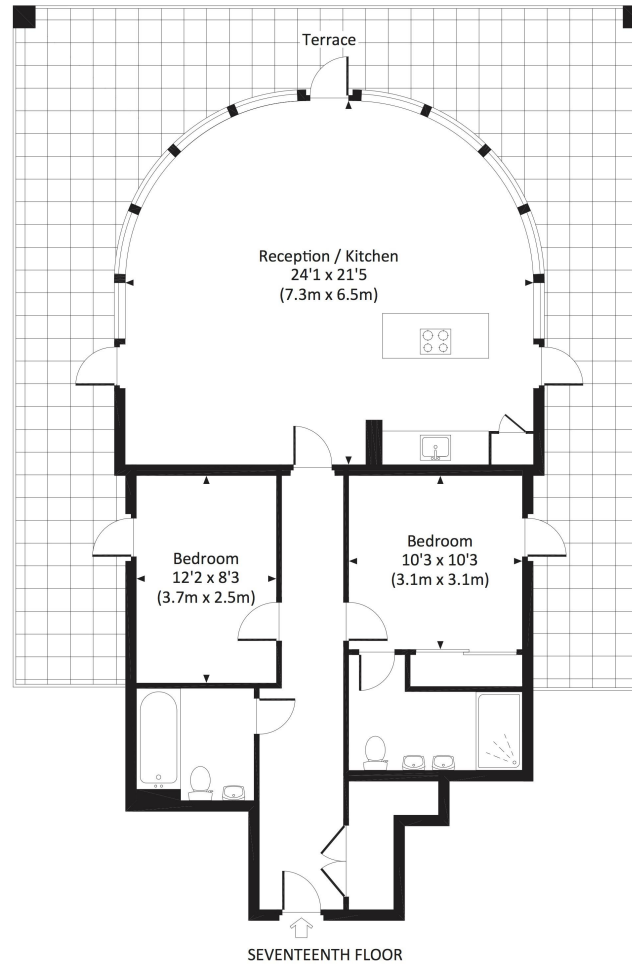 Terrace
Reception / Kitchen
24'1 x 21'5
(7.3m x 6.5m)
Bedroom
12'2 x 8'3
(3.7m x 2.5m)
Bedroom
10'3 x 10'3
(3.1m x 3.1m)
SEVENTEENTH FLOOR